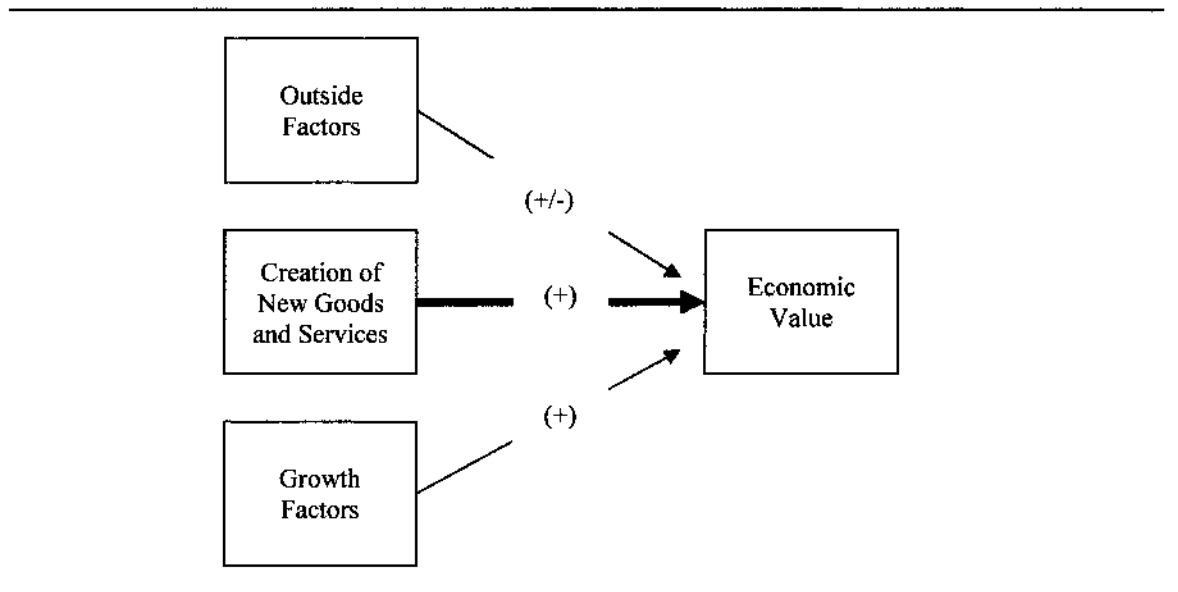 Outside
Factors
(+/-)
Creation of
New Goods
and Services
(+)
Economic
Value
(+)
Growth
Factors